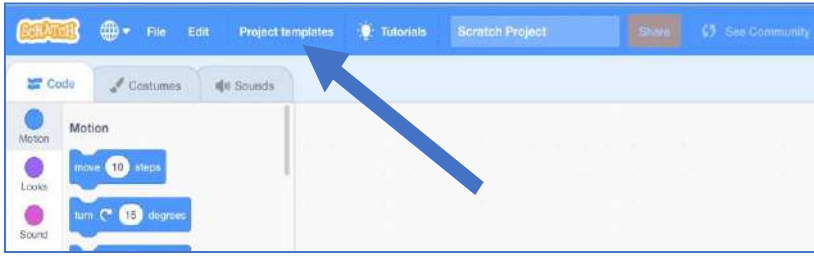 SCRATCH File Edit Project templates Tutorials Scratch Project Share See Community
Code Costumes Sounds
Motion
Motion
move 10 steps
Looks
turn 15 degrees
Sound